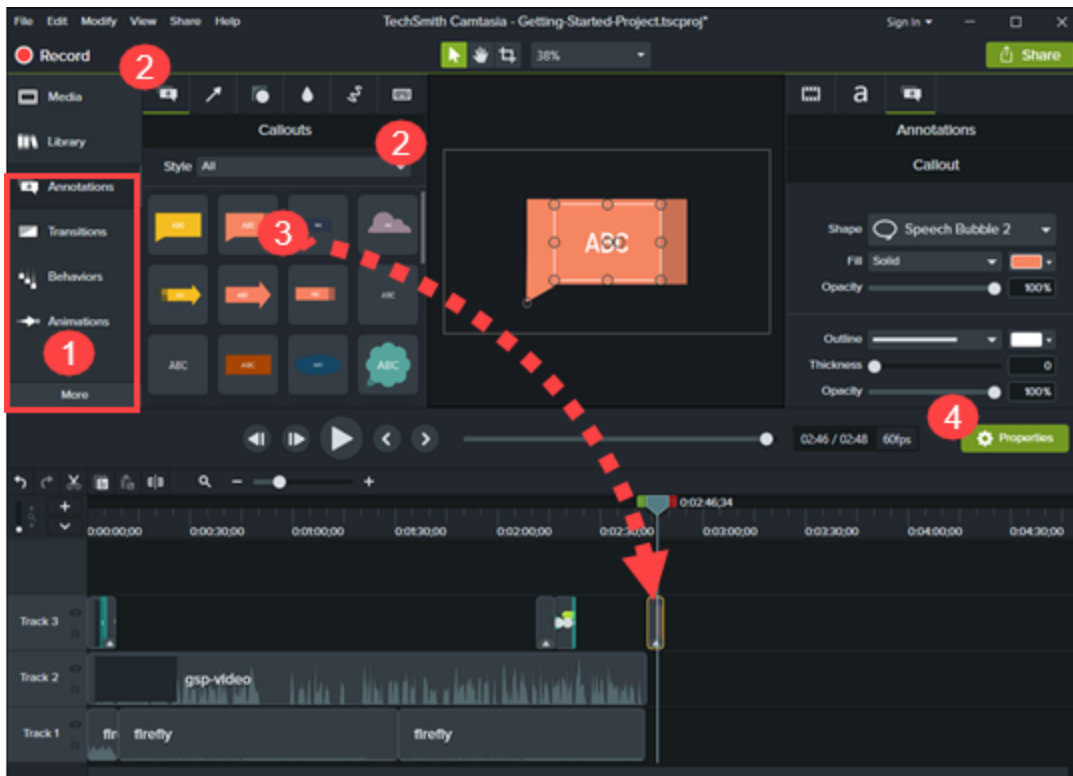 File Edit Modify View Share Help TechSmith Camtasia - Getting-Started-Project.tscproj* Sign In
Record 38% Share
2
Media
Library
Annotations
Transitions
Behaviors
Animations
1
More
Callouts
2
Style All
ABC ABC
3
ABC
ABC ABC ABC
ABC
a
Annotations
Callout
Shape Speech Bubble 2
Fill Solid
Opacity 100%
Outline
Thickness 0
Opacity 100%
4
02:46 / 02:48 60fps Properties
0:02:46;34
0:00:00;00 0:00:30;00 0:01:00;00 0:01:30;00 0:02:00;00 0:02:30;00 0:03:00;00 0:03:30;00 0:04:00;00 0:04:30;00
Track 3
Track 2 gsp-video
Track 1 firefly firefly